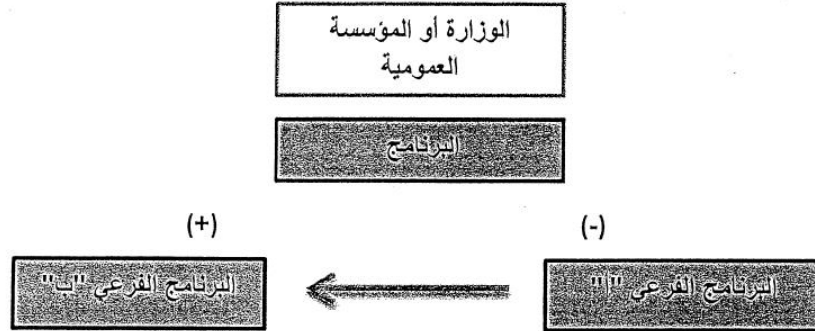 الوزارة أو المؤسسة
العمومية
البرنامج
(-)
(+)
البرنامج الفرعي "أ"
البرنامج الفرعي "ب"